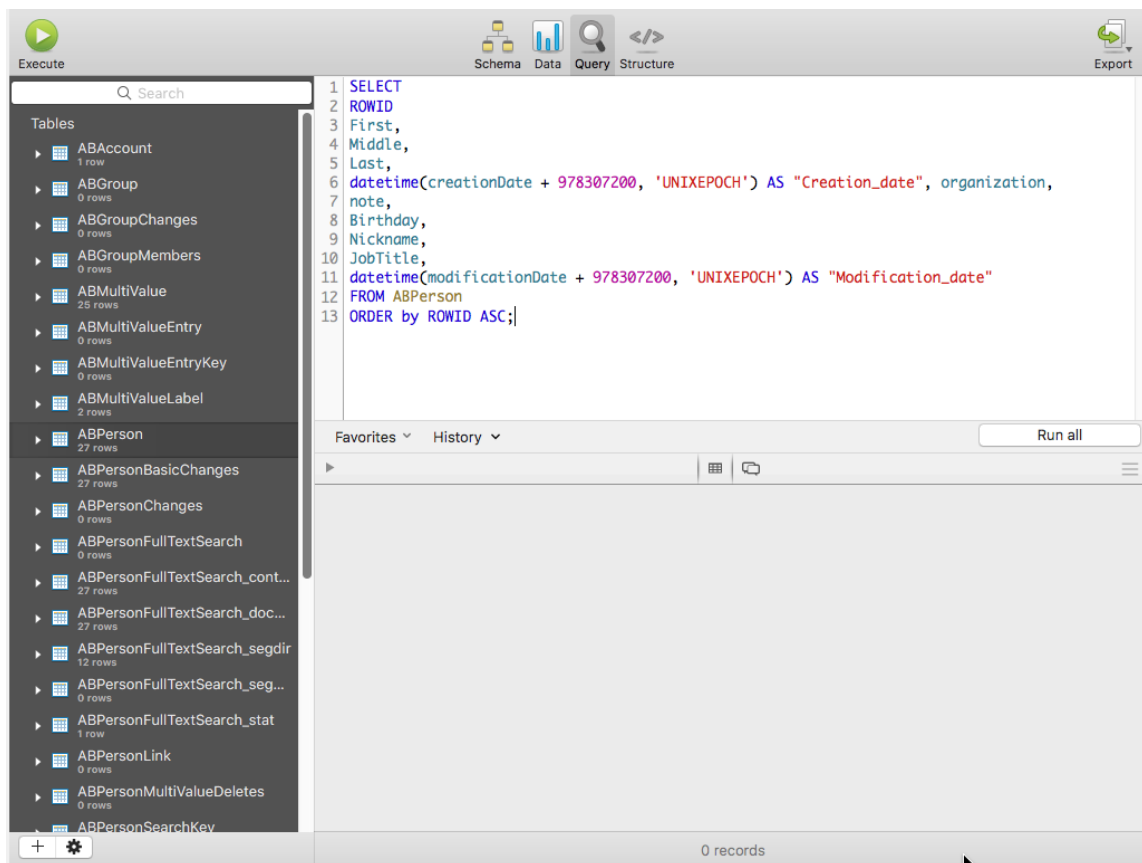 Execute
Schema Data Query Structure
Export
Search
Tables
ABAccount
1 row
ABGroup
0 rows
ABGroupChanges
0 rows
ABGroupMembers
0 rows
ABMultiValue
25 rows
ABMultiValueEntry
0 rows
ABMultiValueEntryKey
0 rows
ABMultiValueLabel
2 rows
ABPerson
27 rows
ABPersonBasicChanges
27 rows
ABPersonChanges
0 rows
ABPersonFullTextSearch
0 rows
ABPersonFullTextSearch_cont...
27 rows
ABPersonFullTextSearch_doc...
27 rows
ABPersonFullTextSearch_segdir
12 rows
ABPersonFullTextSearch_seg...
0 rows
ABPersonFullTextSearch_stat
1 row
ABPersonLink
0 rows
ABPersonMultiValueDeletes
0 rows
ABPersonSearchKey
1 SELECT
2 ROWID
3 First,
4 Middle,
5 Last,
6 datetime(creationDate + 978307200, 'UNIXEPOCH') AS "Creation_date", organization,
7 note,
8 Birthday,
9 Nickname,
10 JobTitle,
11 datetime(modificationDate + 978307200, 'UNIXEPOCH') AS "Modification_date"
12 FROM ABPerson
13 ORDER by ROWID ASC;
Favorites History Run all
0 records